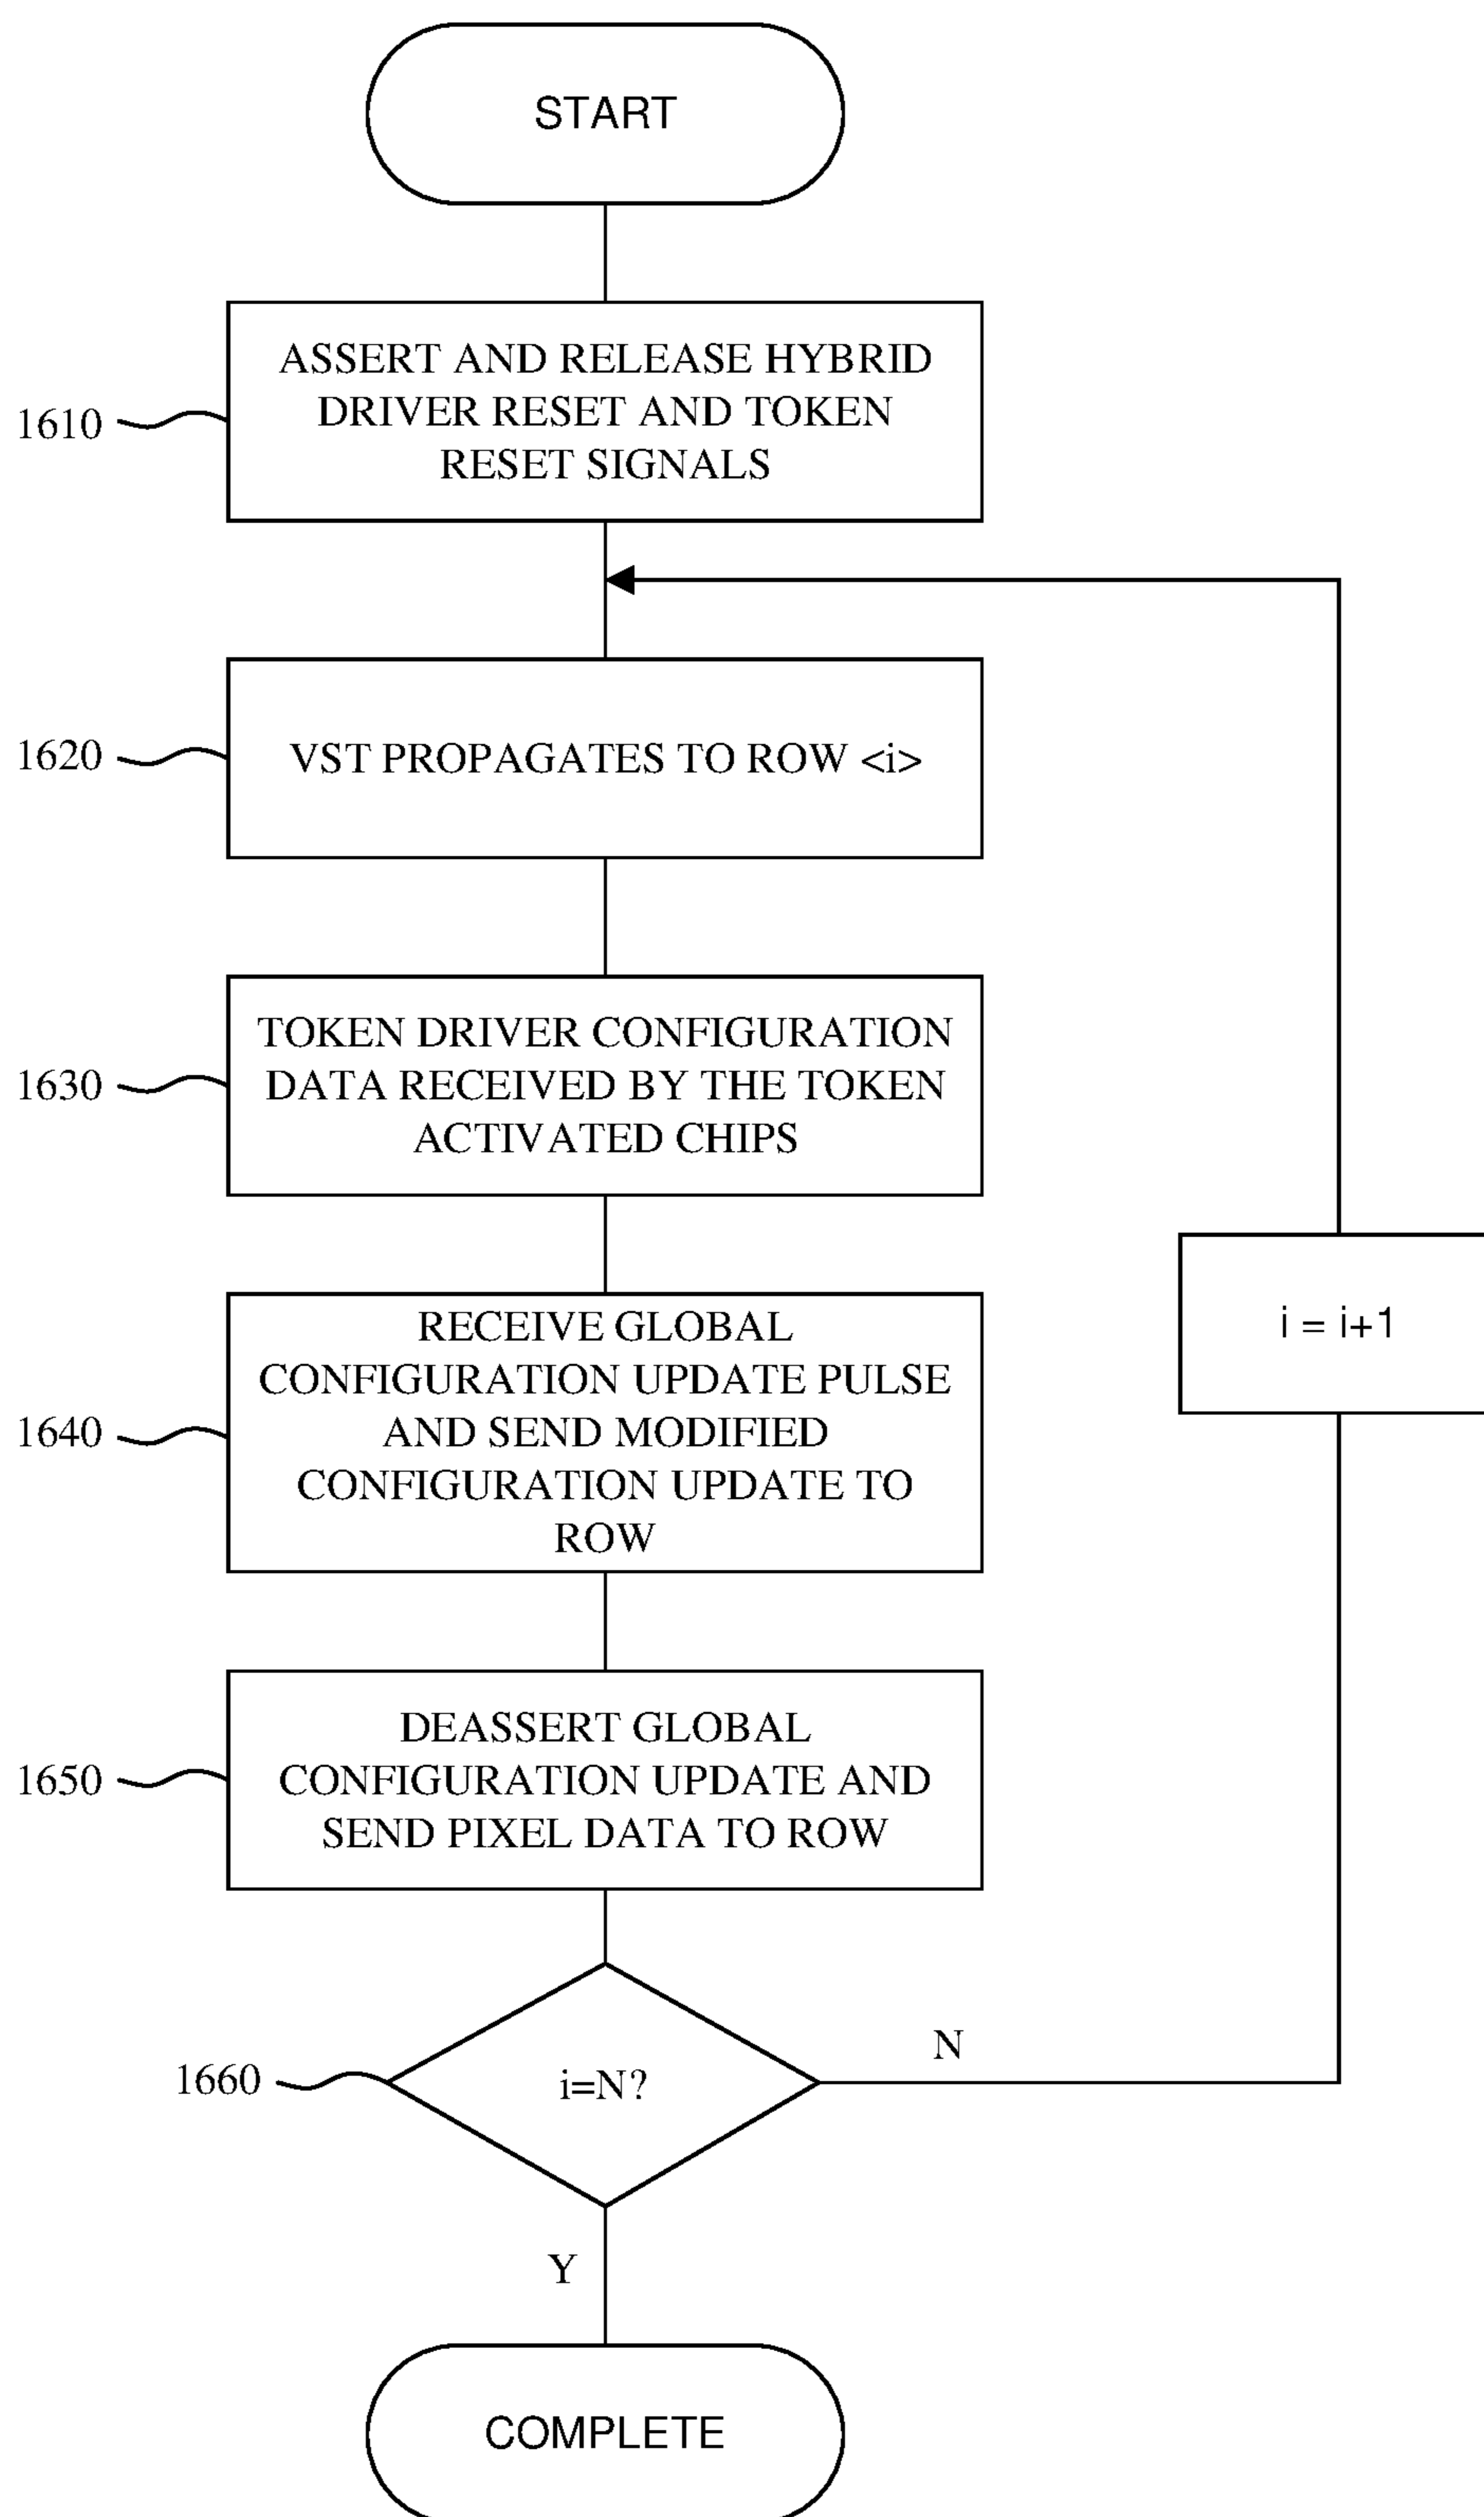 START
ASSERT AND RELEASE HYBRID
DRIVER RESET AND TOKEN
RESET SIGNALS
1610
VST PROPAGATES TO ROW <i>
1620
TOKEN DRIVER CONFIGURATION
DATA RECEIVED BY THE TOKEN
ACTIVATED CHIPS
1630
RECEIVE GLOBAL
CONFIGURATION UPDATE PULSE
AND SEND MODIFIED
CONFIGURATION UPDATE TO
ROW
1640
i = i+1
DEASSERT GLOBAL
CONFIGURATION UPDATE AND
SEND PIXEL DATA TO ROW
1650
i=N?
1660
N
Y
COMPLETE